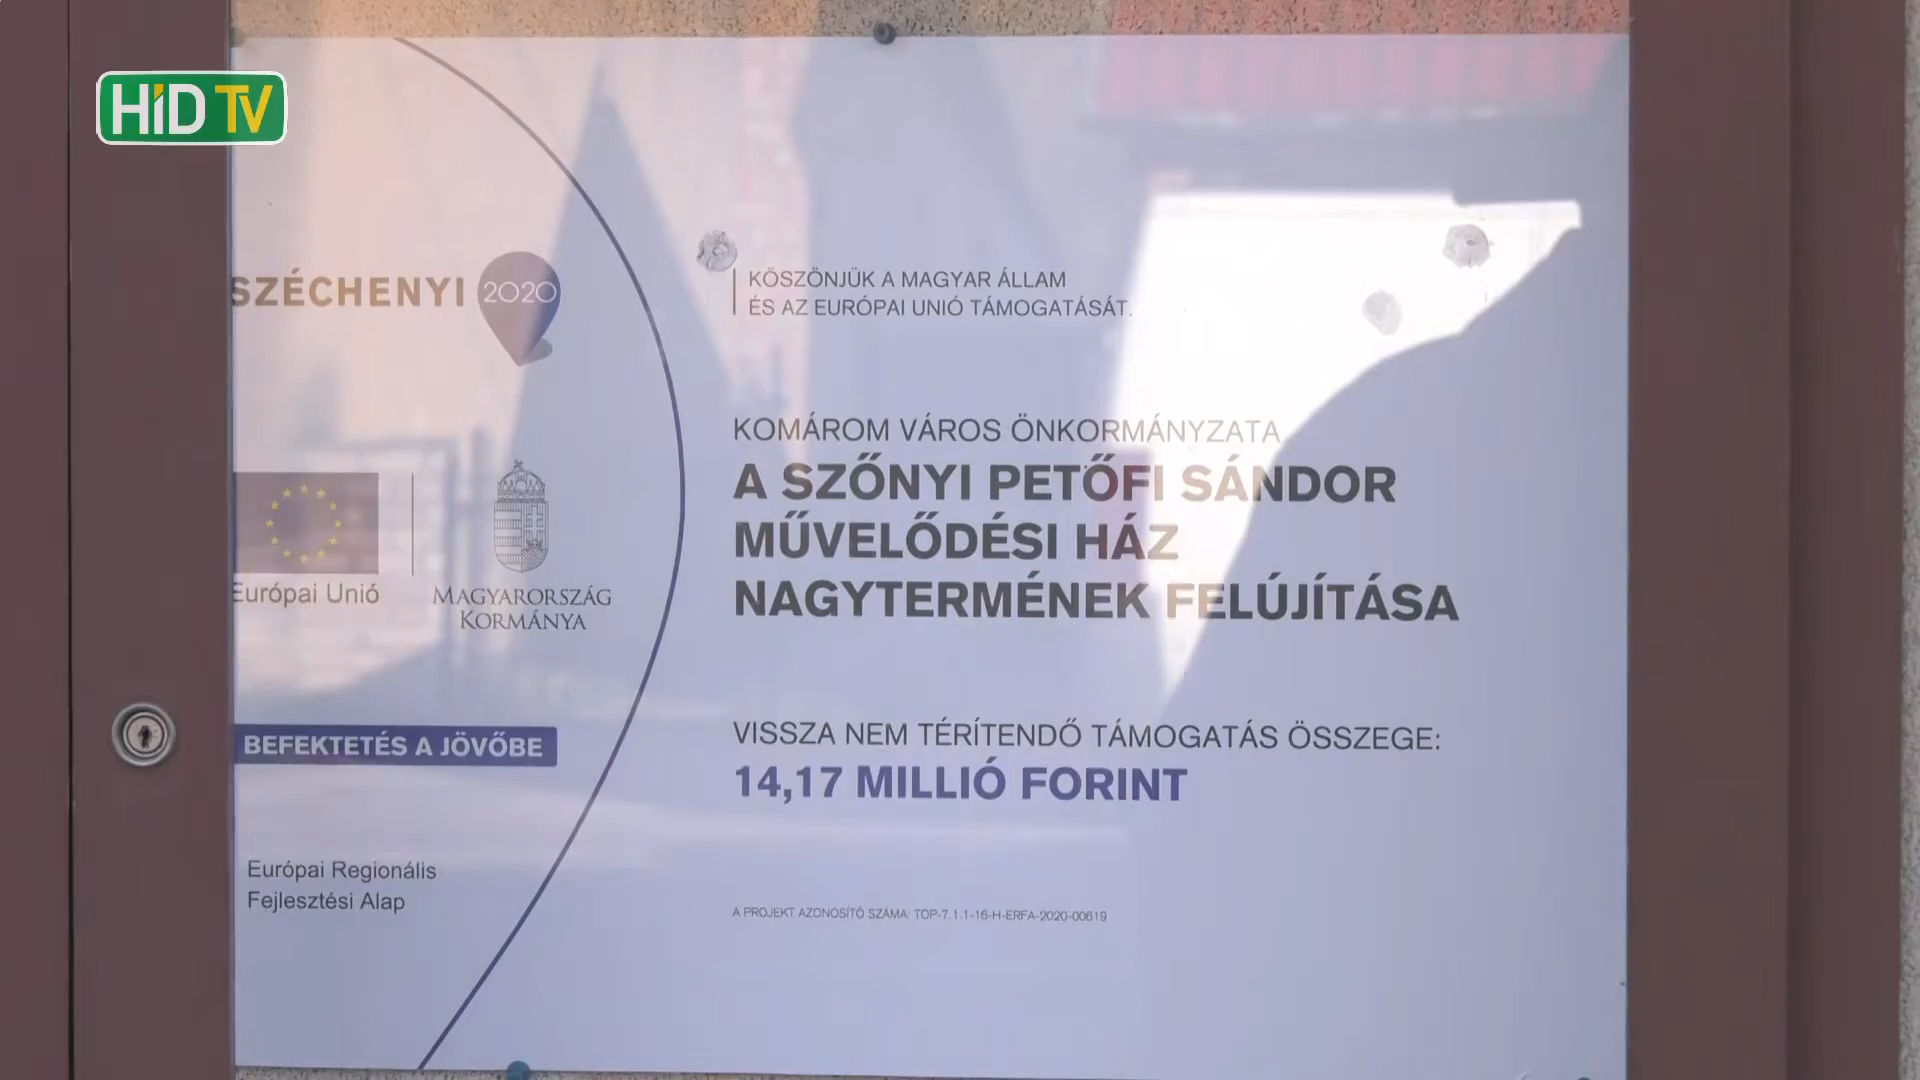 HÍD TV
SZÉCHENYI 2020
KÖSZÖNJÜK A MAGYAR ÁLLAM
ÉS AZ EURÓPAI UNIÓ TÁMOGATÁSÁT.
KOMÁROM VÁROS ÖNKORMÁNYZATA
A SZŐNYI PETŐFI SÁNDOR
MŰVELŐDÉSI HÁZ
NAGYTERMÉNEK FELÚJÍTÁSA
Európai Unió
MAGYARORSZÁG
KORMÁNYA
BEFEKTETÉS A JÖVŐBE
VISSZA NEM TÉRÍTENDŐ TÁMOGATÁS ÖSSZEGE:
14,17 MILLIÓ FORINT
Európai Regionális
Fejlesztési Alap
A PROJEKT AZONOSÍTÓ SZÁMA: TOP-7.1.1-16-H-ERFA-2020-00619